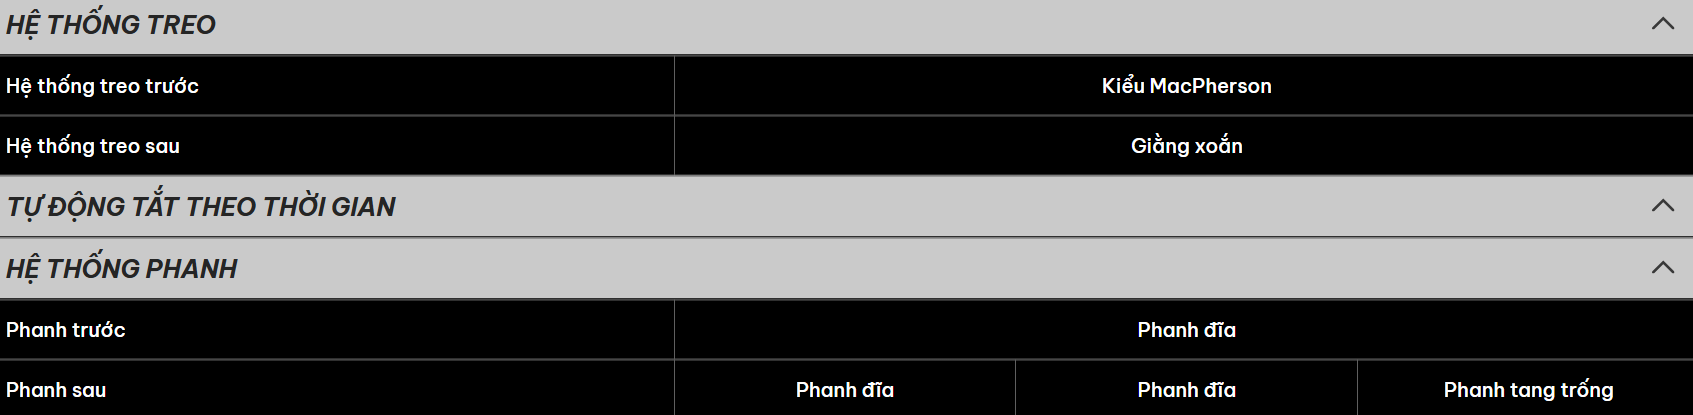 HỆ THỐNG TREO
Hệ thống treo trước Kiểu MacPherson
Hệ thống treo sau Giằng xoắn
TỰ ĐỘNG TẮT THEO THỜI GIAN
HỆ THỐNG PHANH
Phanh trước Phanh đĩa
Phanh sau Phanh đĩa Phanh đĩa Phanh tang trống